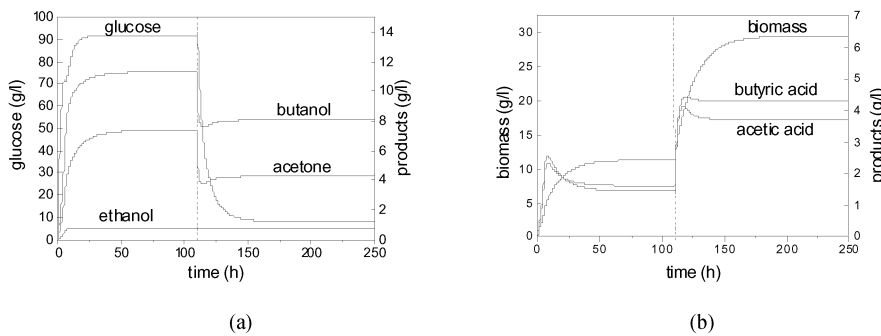 100
90
80
70
60
50
40
30
20
10
0
glucose (g/l)
glucose
butanol
acetone
ethanol
14
12
10
8
6
4
2
0
products (g/l)
0 50 100 150 200 250
time (h)
(a)
30
25
20
15
10
5
0
biomass (g/l)
biomass
butyric acid
acetic acid
7
6
5
4
3
2
1
0
products (g/l)
0 50 100 150 200 250
time (h)
(b)